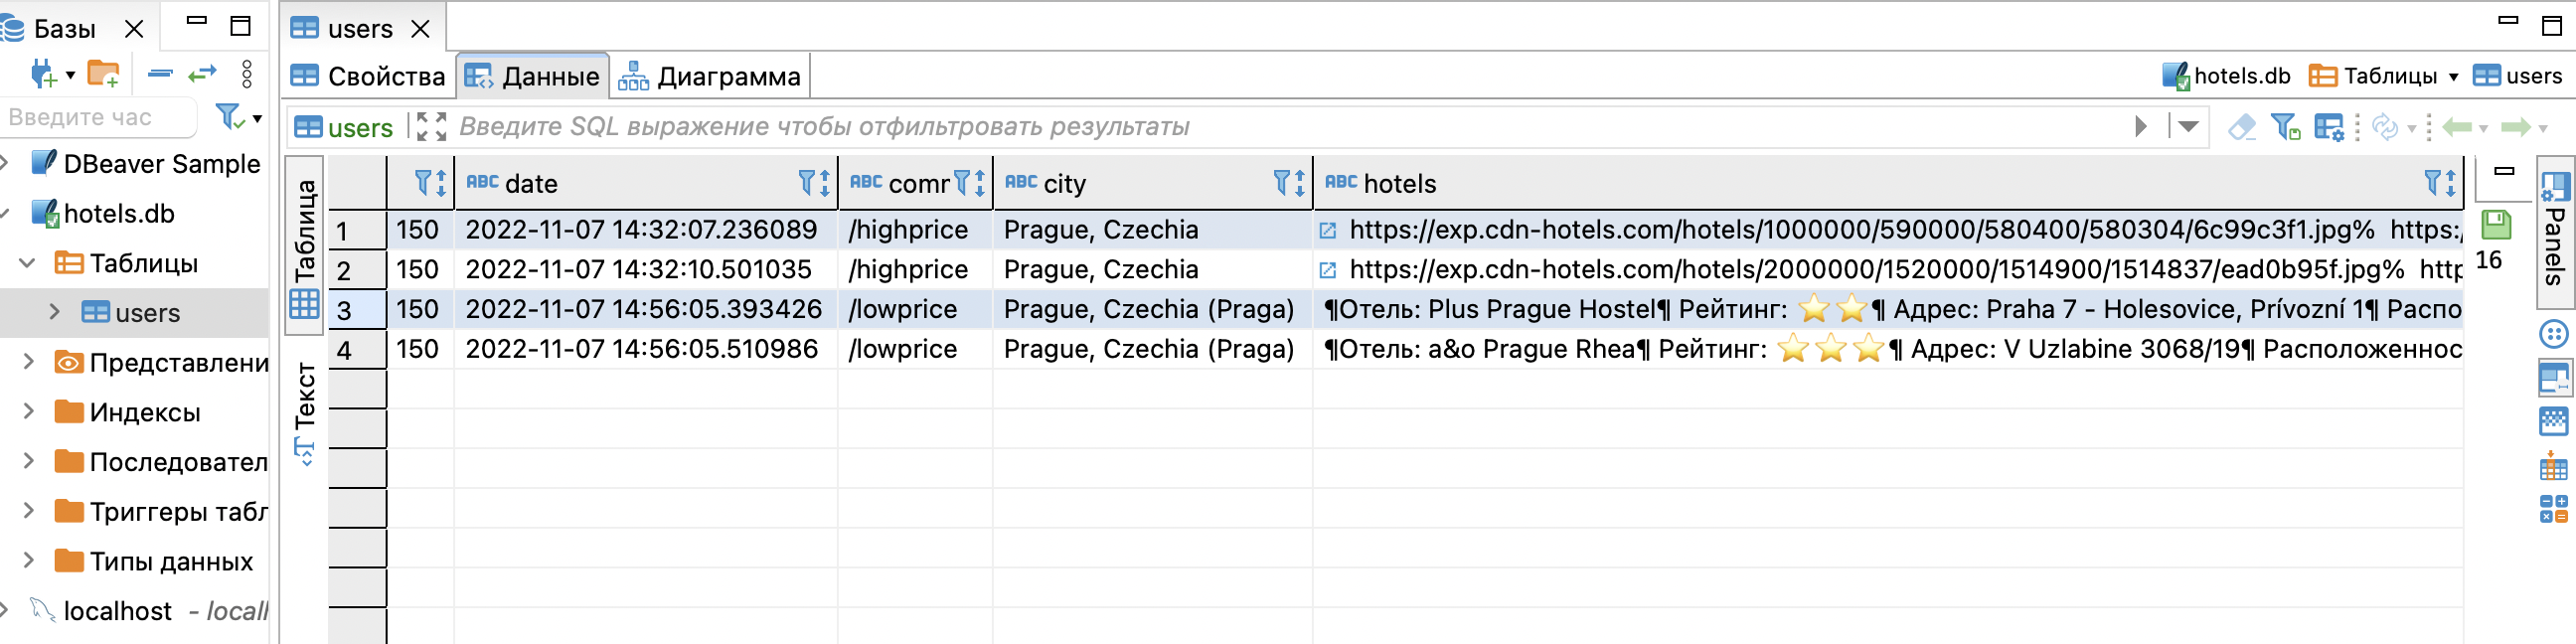 Базы
users
Свойства
Данные
Диаграмма
hotels.db
Таблицы
users
Введите час
users
Введите SQL выражение чтобы отфильтровать результаты
DBeaver Sample
hotels.db
Таблицы
users
Представлени
Индексы
Последовател
Триггеры табл
Типы данных
localhost - locall
Таблица
Текст
ABC date ABC comr ABC city ABC hotels
1 150 2022-11-07 14:32:07.236089 /highprice Prague, Czechia https://exp.cdn-hotels.com/hotels/1000000/590000/580400/580304/6c99c3f1.jpg% https:/
2 150 2022-11-07 14:32:10.501035 /highprice Prague, Czechia https://exp.cdn-hotels.com/hotels/2000000/1520000/1514900/1514837/ead0b95f.jpg% http
3 150 2022-11-07 14:56:05.393426 /lowprice Prague, Czechia (Praga) ¶Отель: Plus Prague Hostel¶ Рейтинг: ⭐⭐¶ Адрес: Praha 7 - Holesovice, Prívozní 1¶ Распо
4 150 2022-11-07 14:56:05.510986 /lowprice Prague, Czechia (Praga) ¶Отель: a&o Prague Rhea¶ Рейтинг: ⭐⭐⭐¶ Адрес: V Uzlabine 3068/19¶ Расположеннос
16
Panels